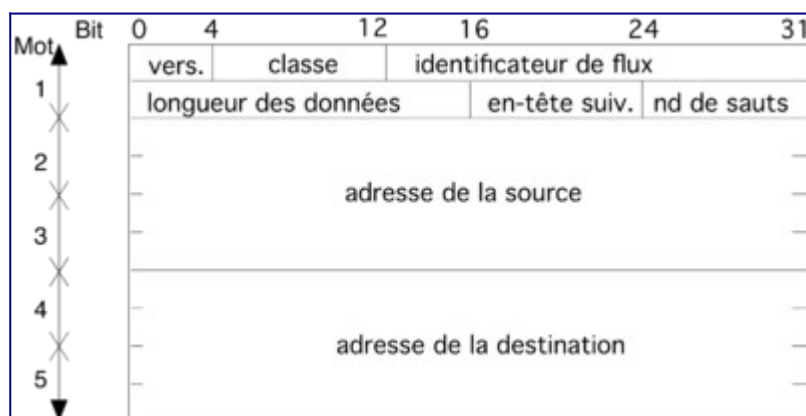 Bit 0 4 12 16 24 31
Mot
vers. classe identificateur de flux
1
longueur des données en-tête suiv. nd de sauts
2
adresse de la source
3
4
adresse de la destination
5